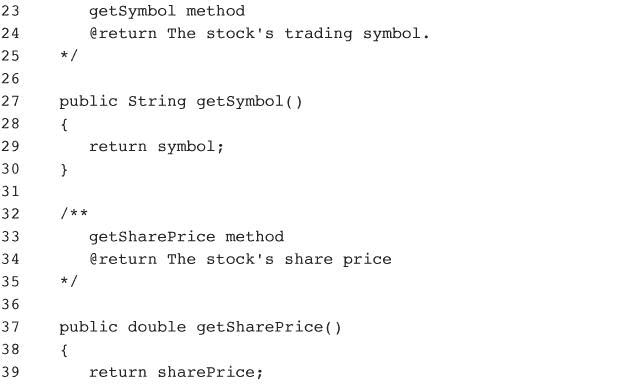 23       getSymbol method
24       @return The stock's trading symbol.
25    */
26
27    public String getSymbol()
28    {
29       return symbol;
30    }
31
32    /**
33       getSharePrice method
34       @return The stock's share price
35    */
36
37    public double getSharePrice()
38    {
39       return sharePrice;